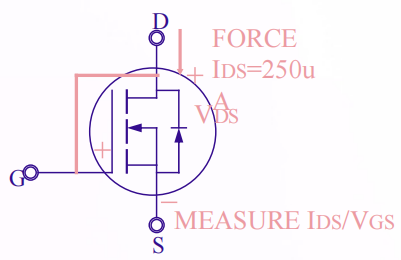 D
FORCE
+
IDS=250u
A
VDS
+
G
−
MEASURE IDS/VGS
S